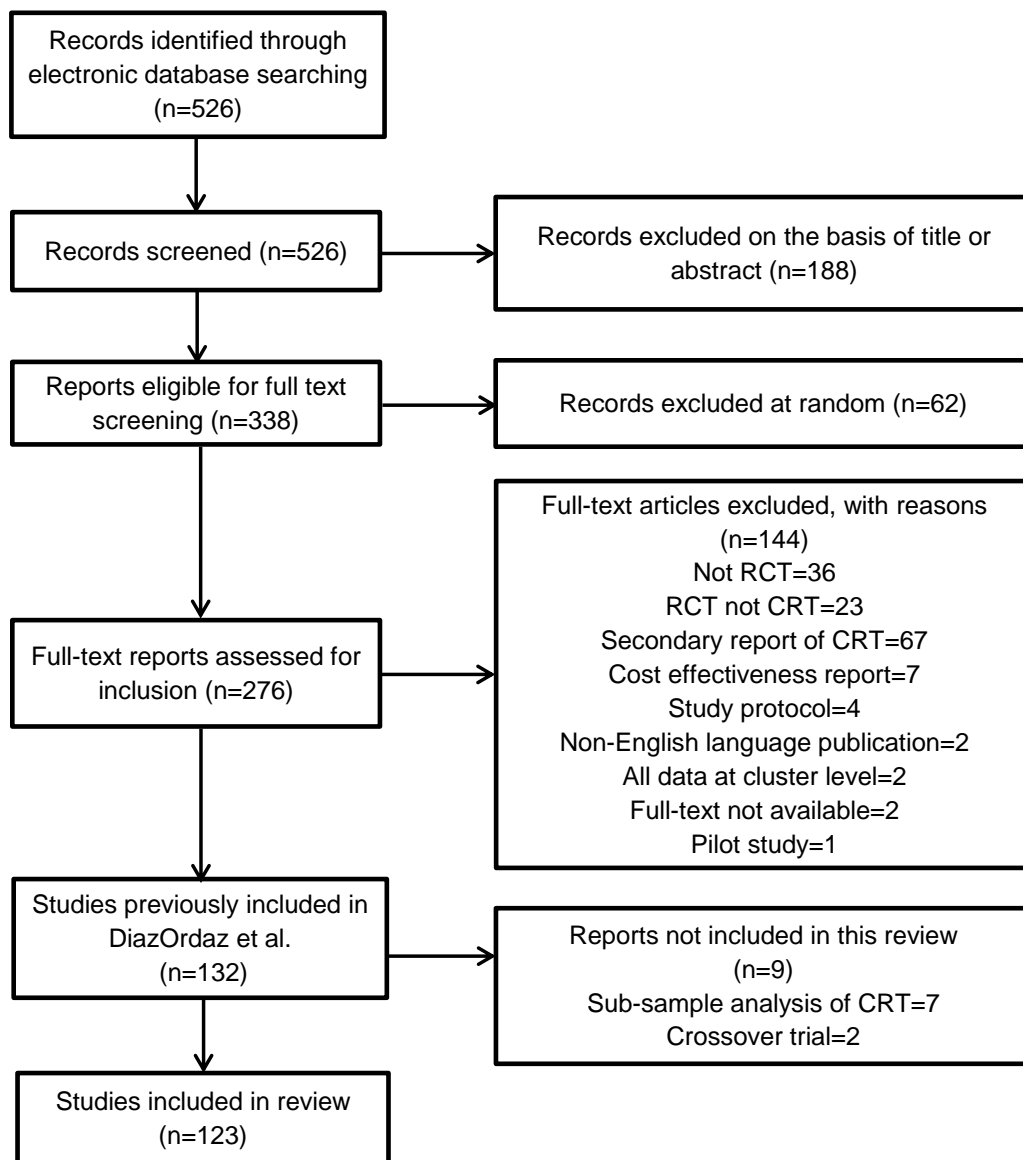 Records identified through
electronic database searching
(n=526)
Records screened (n=526)
Records excluded on the basis of title or
abstract (n=188)
Reports eligible for full text
screening (n=338)
Records excluded at random (n=62)
Full-text articles excluded, with reasons
(n=144)
Not RCT=36
RCT not CRT=23
Secondary report of CRT=67
Cost effectiveness report=7
Study protocol=4
Non-English language publication=2
All data at cluster level=2
Full-text not available=2
Pilot study=1
Full-text reports assessed for
inclusion (n=276)
Studies previously included in
DiazOrdaz et al.
(n=132)
Reports not included in this review
(n=9)
Sub-sample analysis of CRT=7
Crossover trial=2
Studies included in review
(n=123)